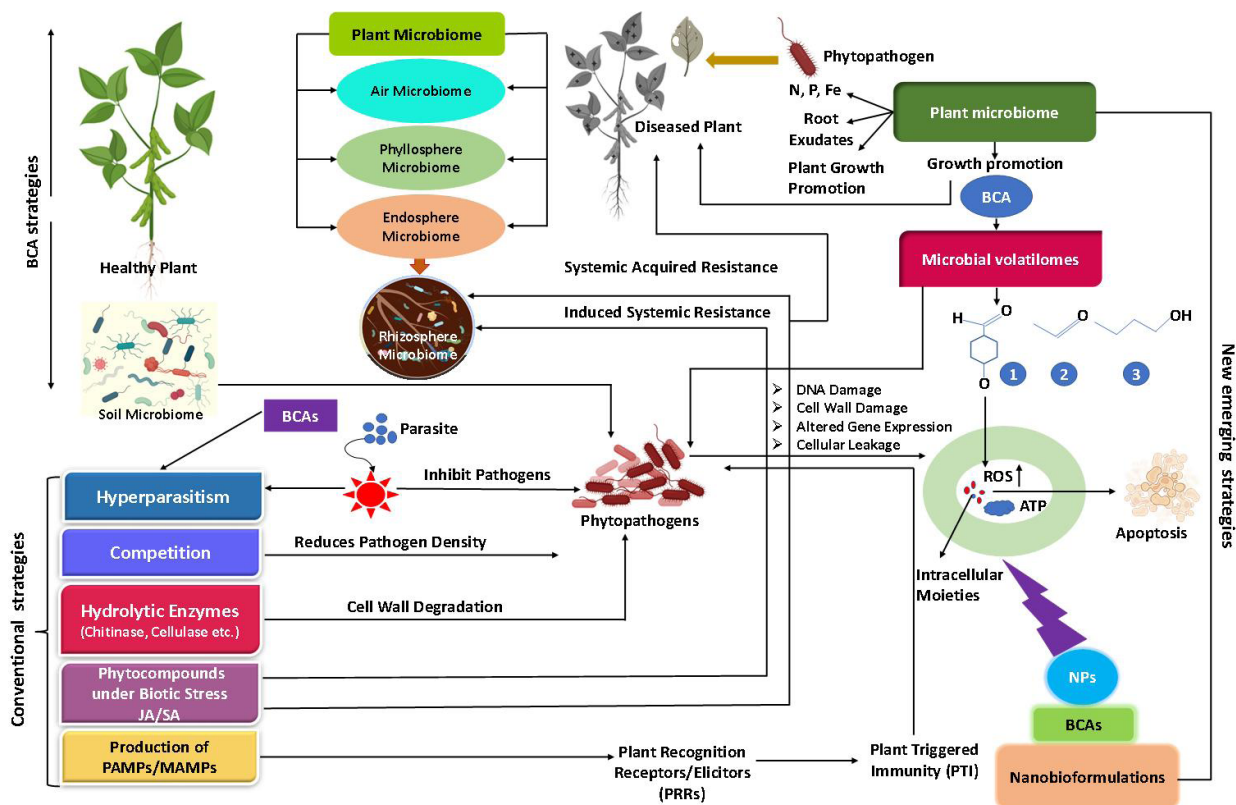 BCA strategies
Healthy Plant
Soil Microbiome
Plant Microbiome
Air Microbiome
Phyllosphere
Microbiome
Endosphere
Microbiome
Rhizosphere
Microbiome
Diseased Plant
Phytopathogen
N, P, Fe
Root
Exudates
Plant Growth
Promotion
Plant microbiome
Growth promotion
BCA
Microbial volatilomes
H
O
O
1
O
2
OH
3
New emerging strategies
Systemic Acquired Resistance
Induced Systemic Resistance
➢ DNA Damage
➢ Cell Wall Damage
➢ Altered Gene Expression
➢ Cellular Leakage
BCAs
Parasite
Inhibit Pathogens
Phytopathogens
ROS
ATP
Apoptosis
Intracellular
Moieties
Conventional strategies
Hyperparasitism
Competition
Reduces Pathogen Density
Hydrolytic Enzymes
(Chitinase, Cellulase etc.)
Cell Wall Degradation
Phytocompounds
under Biotic Stress
JA/SA
Production of
PAMPs/MAMPs
Plant Recognition
Receptors/Elicitors
(PRRs)
Plant Triggered
Immunity (PTI)
NPs
BCAs
Nanobioformulations